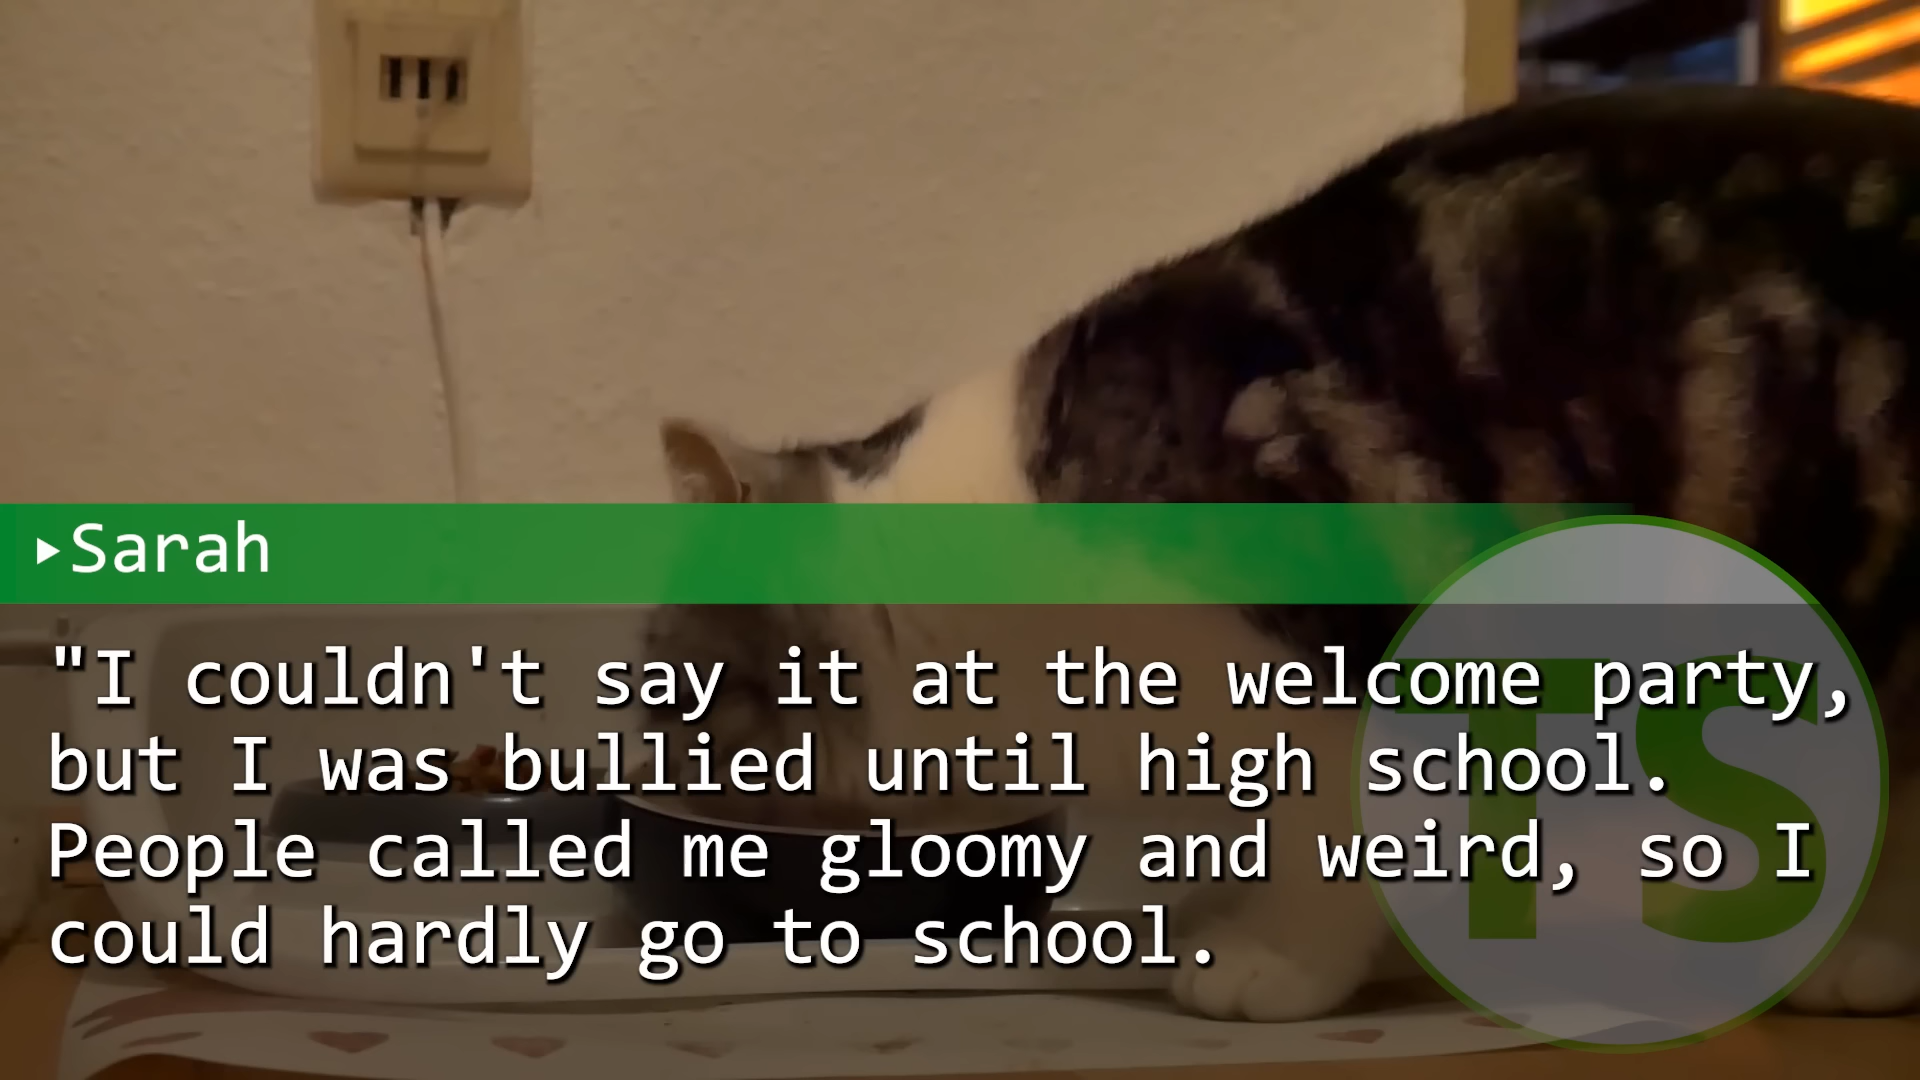 ▶Sarah
"I couldn't say it at the welcome party,
but I was bullied until high school.
People called me gloomy and weird, so I
could hardly go to school.
TS